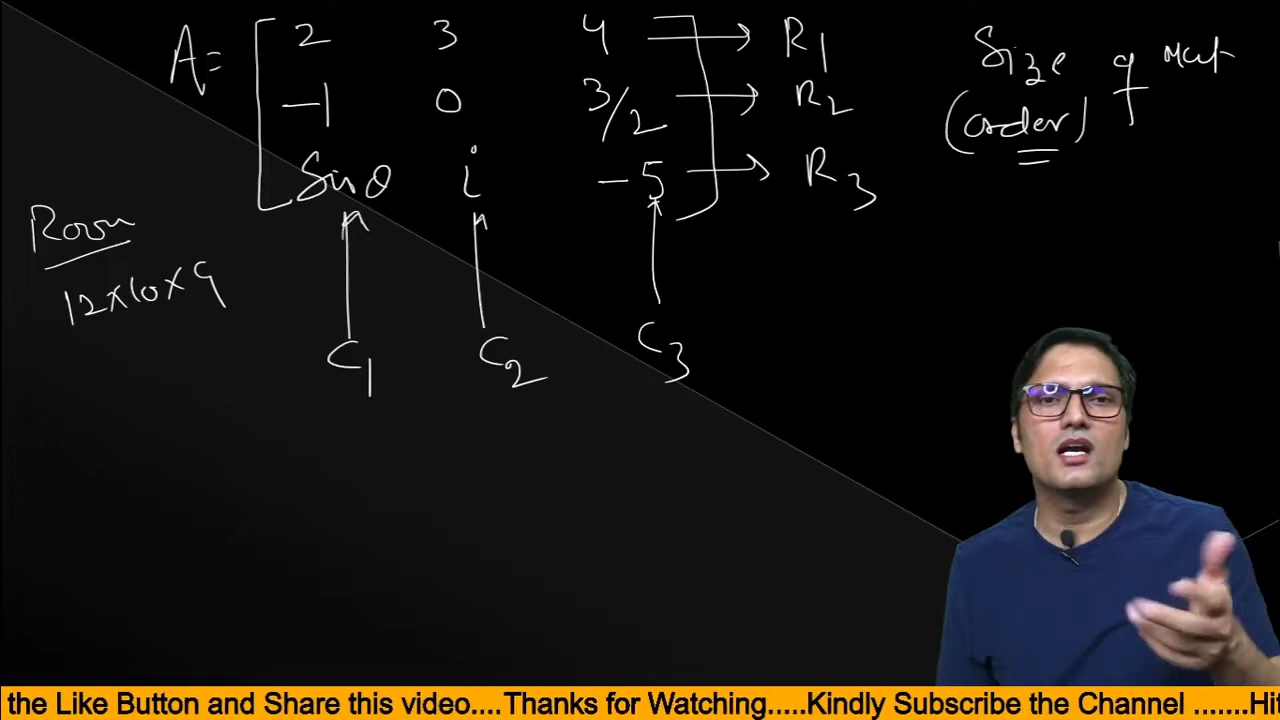 A = [ 2 3 4 ] → R1
-1 0 3/2 → R2
Sinθ i -5 → R3
Size of Mat
(order)
Room
12×10×9
C1 C2 C3
the Like Button and Share this video....Thanks for Watching.....Kindly Subscribe the Channel .......Hit